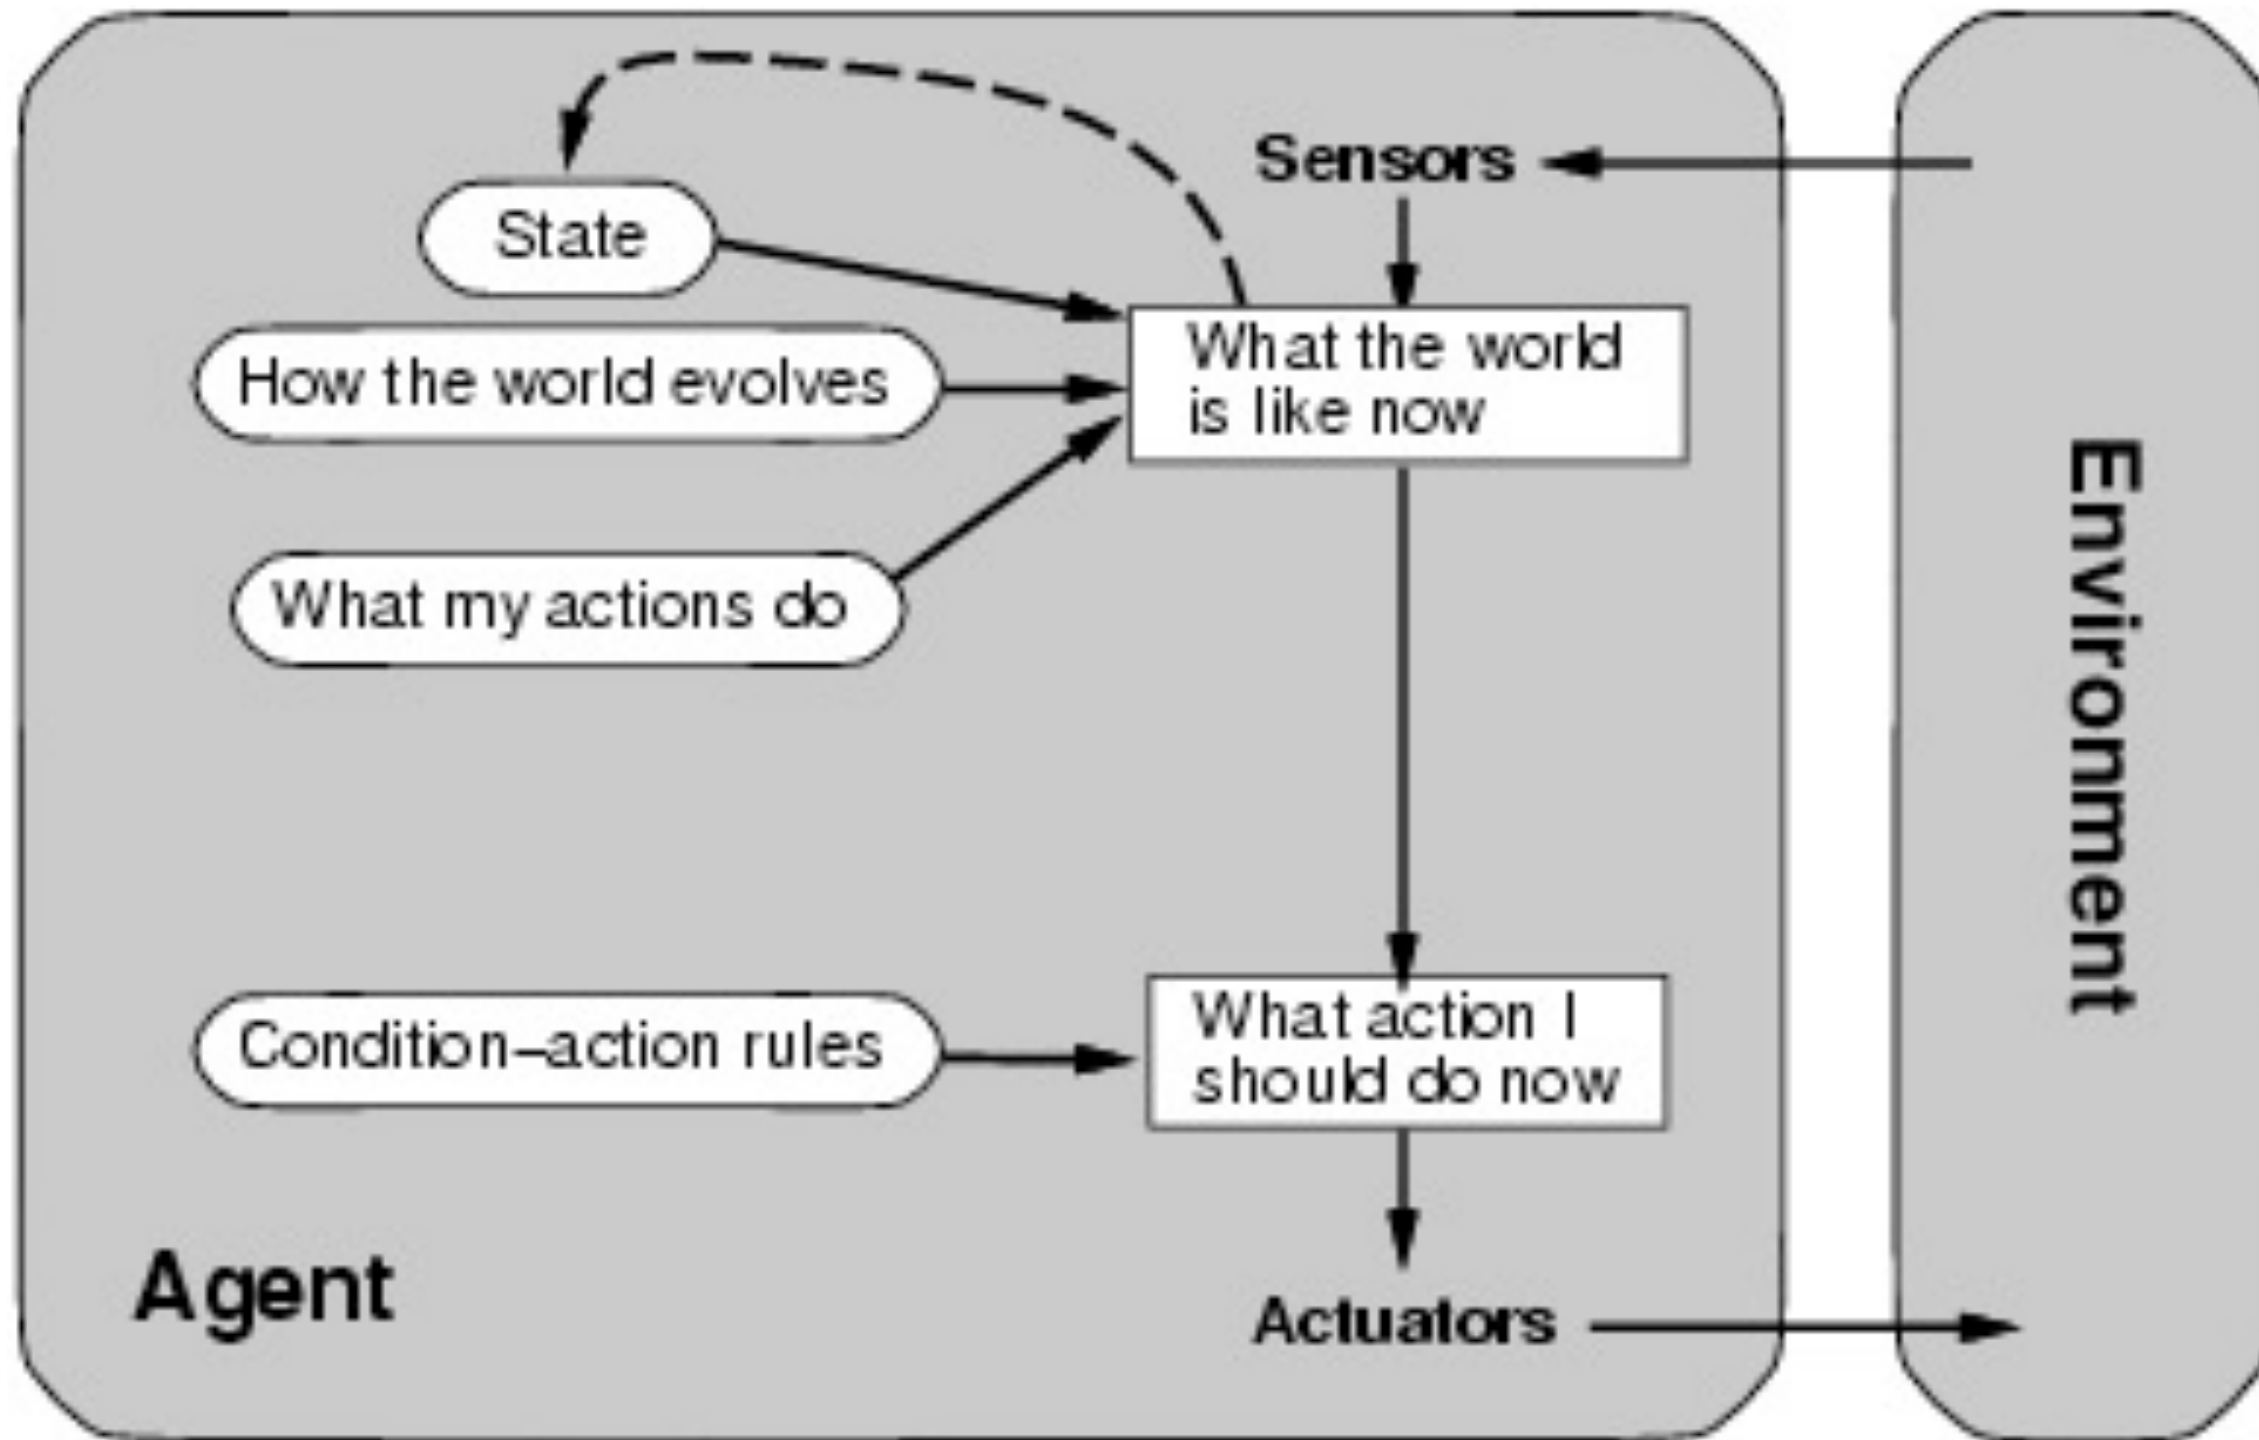 Sensors
State
What the world
is like now
How the world evolves
What my actions do
Environment
Condition–action rules
What action I
should do now
Agent
Actuators